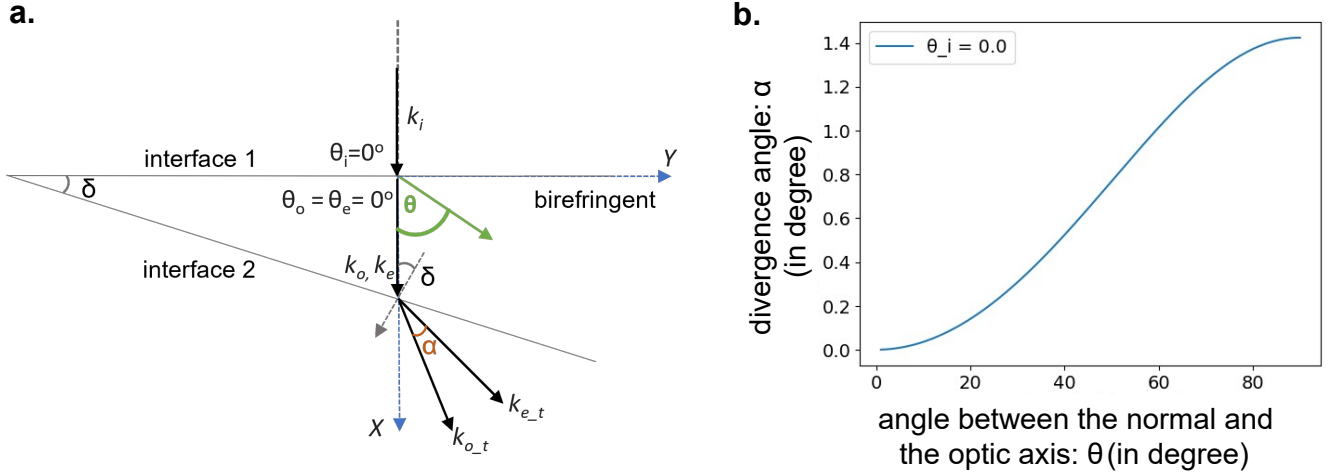 a.
k_i
interface 1
θ_i=0°
Y
δ
θ_o = θ_e= 0°
θ
birefringent
interface 2
k_o, k_e
δ
α
k_e_t
X
k_o_t
b.
θ_i = 0.0
1.4
1.2
1.0
0.8
0.6
0.4
0.2
0.0
divergence angle: α
(in degree)
0 20 40 60 80
angle between the normal and
the optic axis: θ (in degree)